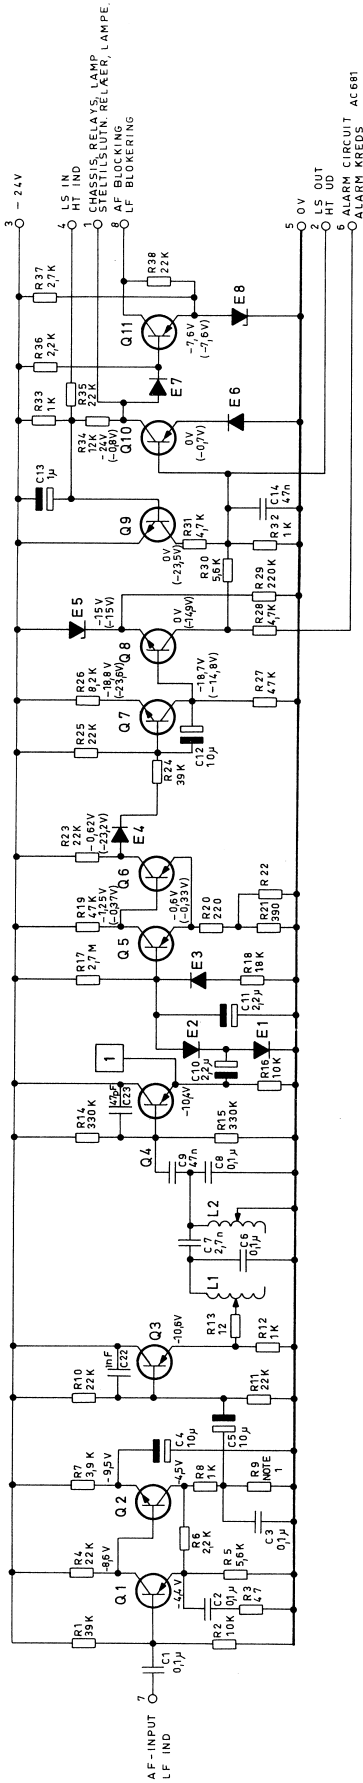 AF-INPUT
LF IND
7
C1
0,1µ
R1
39K
R2
10K
R3
47
C2
0,1µ
-4,4V
Q1
-8,6V
R4
22K
R5
5,6K
R6
2,2K
C3
0,1µ
Q2
-9,5V
R7
3,9K
-4,5V
C4
10µ
R8
1K
R9
NOTE
1
C5
10µ
R10
22K
R11
22K
1nF
C22
Q3
-10,6V
R12
1K
R13
12
L1
C6
0,1µ
C7
2,7n
L2
C8
0,1µ
C9
47n
Q4
R14
330K
47pF
C23
R15
330K
-10,4V
1
R16
10K
C10
2,2µ
E2
E1
C11
2,2µ
R17
2,7M
E3
R18
18K
Q5
R19
47K
-1,25V
(-0,37V)
-0,6V
(-0,33V)
R20
220
R21
390
R22
Q6
R23
22K
-0,62V
(-23,2V)
E4
R24
39K
R25
22K
Q7
R26
8,2K
-18,8V
(-23,6V)
C12
10µ
-18,7V
(-14,8V)
R27
47K
Q8
E5
-15V
(-15V)
0V
(-14,9V)
R28
4,7K
R29
220K
R30
5,6K
Q9
0V
(-23,5V)
R31
4,7K
R32
1K
C14
47n
C13
1µ
R33
1K
R34
12K
-24V
(-0,8V)
R35
22K
Q10
0V
(-0,7V)
E6
E7
R36
2,2K
R37
2,7K
Q11
-7,6V
(-7,6V)
R38
22K
E8
3
-24V
4
LS IN
HT IND
1
CHASSIS, RELAYS, LAMP
STELTILSLUTN. RELÆER, LAMPE.
8
AF BLOCKING
LF BLOKERING
5
0V
2
LS OUT
HT UD
6
ALARM CIRCUIT AC681
ALARM KREDS